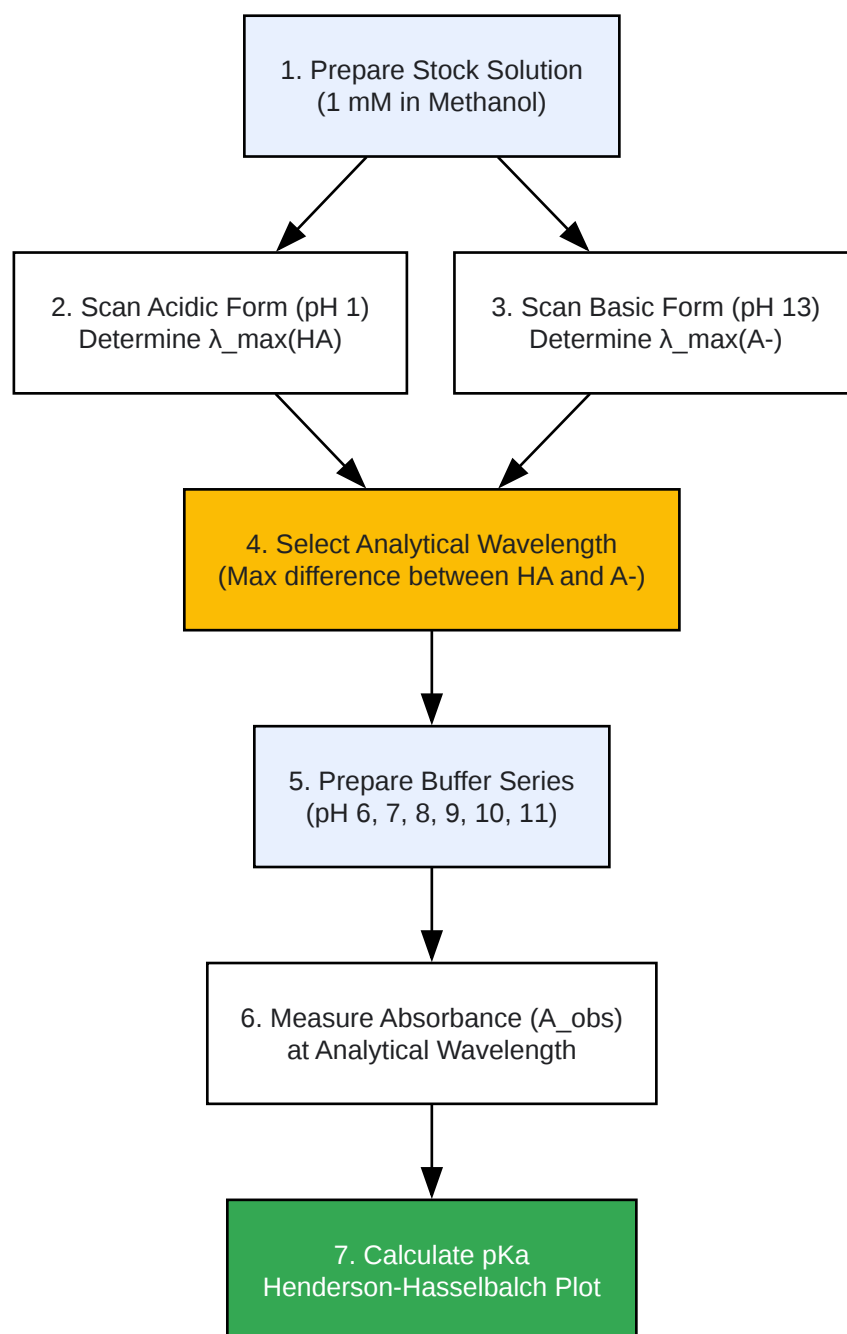 1. Prepare Stock Solution
(1 mM in Methanol)
2. Scan Acidic Form (pH 1)
Determine λ_max(HA)
3. Scan Basic Form (pH 13)
Determine λ_max(A-)
4. Select Analytical Wavelength
(Max difference between HA and A-)
5. Prepare Buffer Series
(pH 6, 7, 8, 9, 10, 11)
6. Measure Absorbance (A_obs)
at Analytical Wavelength
7. Calculate pKa
Henderson-Hasselbalch Plot